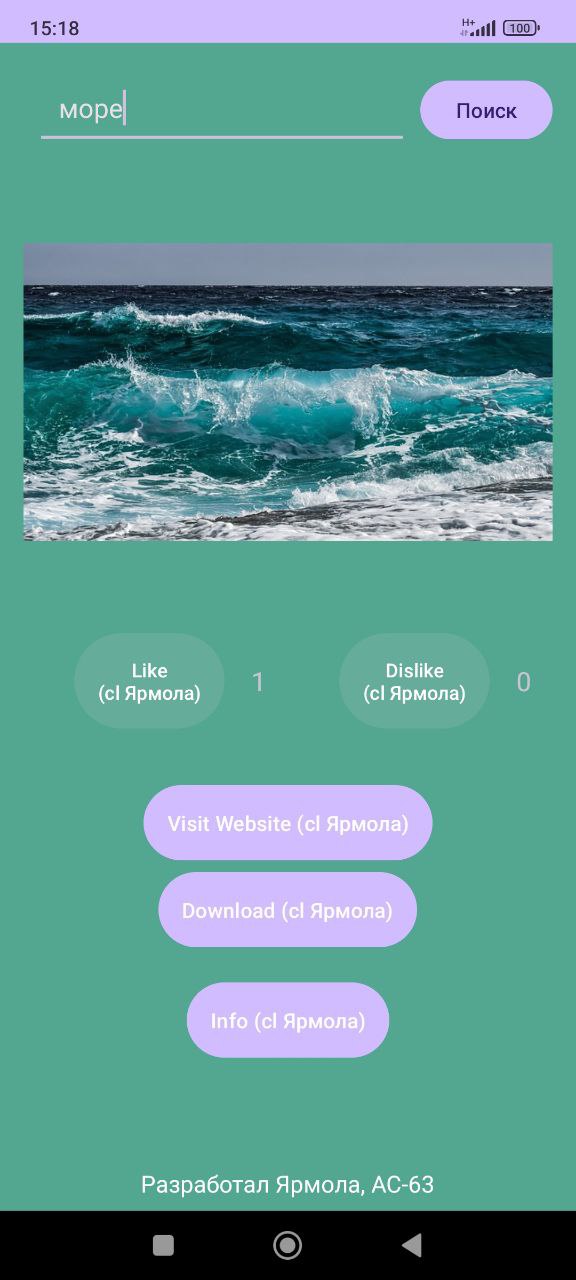 15:18
H+
100
море
Поиск
Like
(cl Ярмола)
1
Dislike
(cl Ярмола)
0
Visit Website (cl Ярмола)
Download (cl Ярмола)
Info (cl Ярмола)
Разработал Ярмола, АС-63